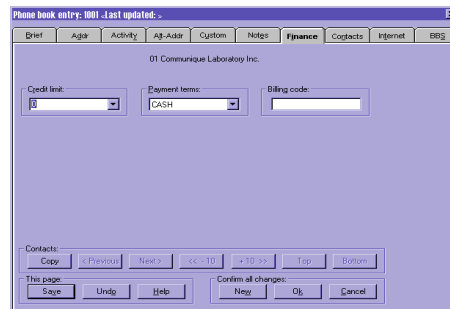 Phone book entry: 1001 «Last updated: »
Brief Addr Activity Alt-Addr Custom Notes Finance Contacts Internet BBS
01 Communique Laboratory Inc.
Credit limit: Payment terms: Billing code:
0 CASH
Contacts:
Copy < Previous Next > << - 10 + 10 >> Top Bottom
This page: Confirm all changes:
Save Undo Help New Ok Cancel